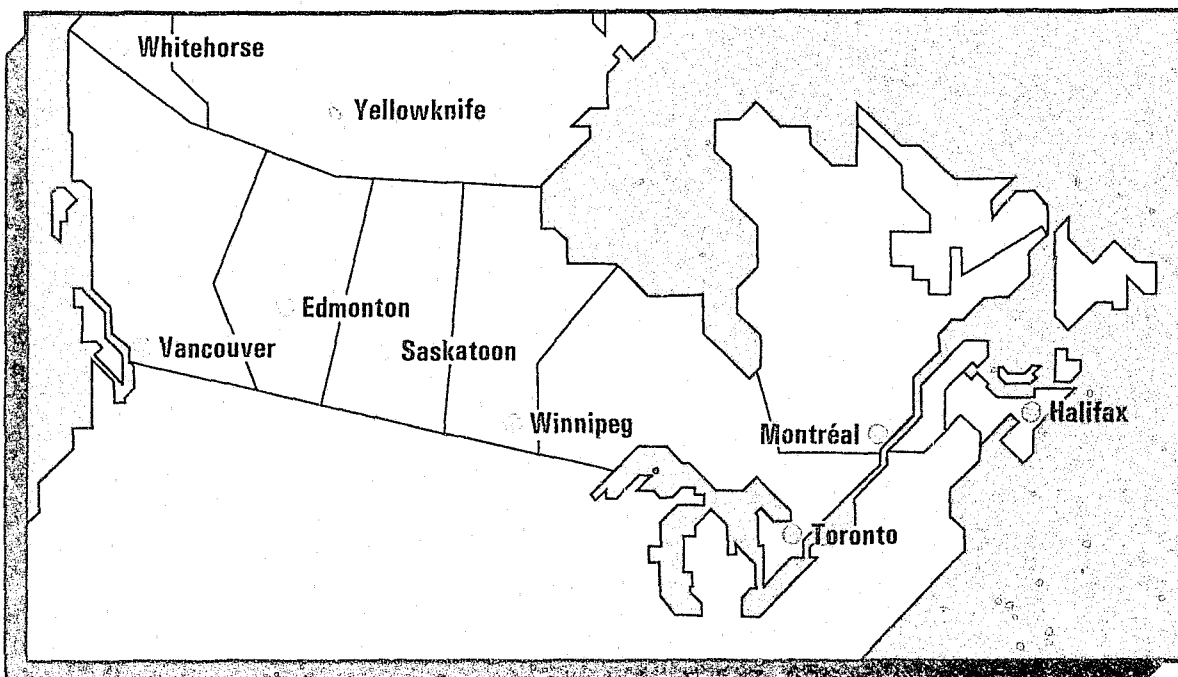 Whitehorse
Yellowknife
Edmonton
Vancouver
Saskatoon
Winnipeg
Montréal
Halifax
Toronto